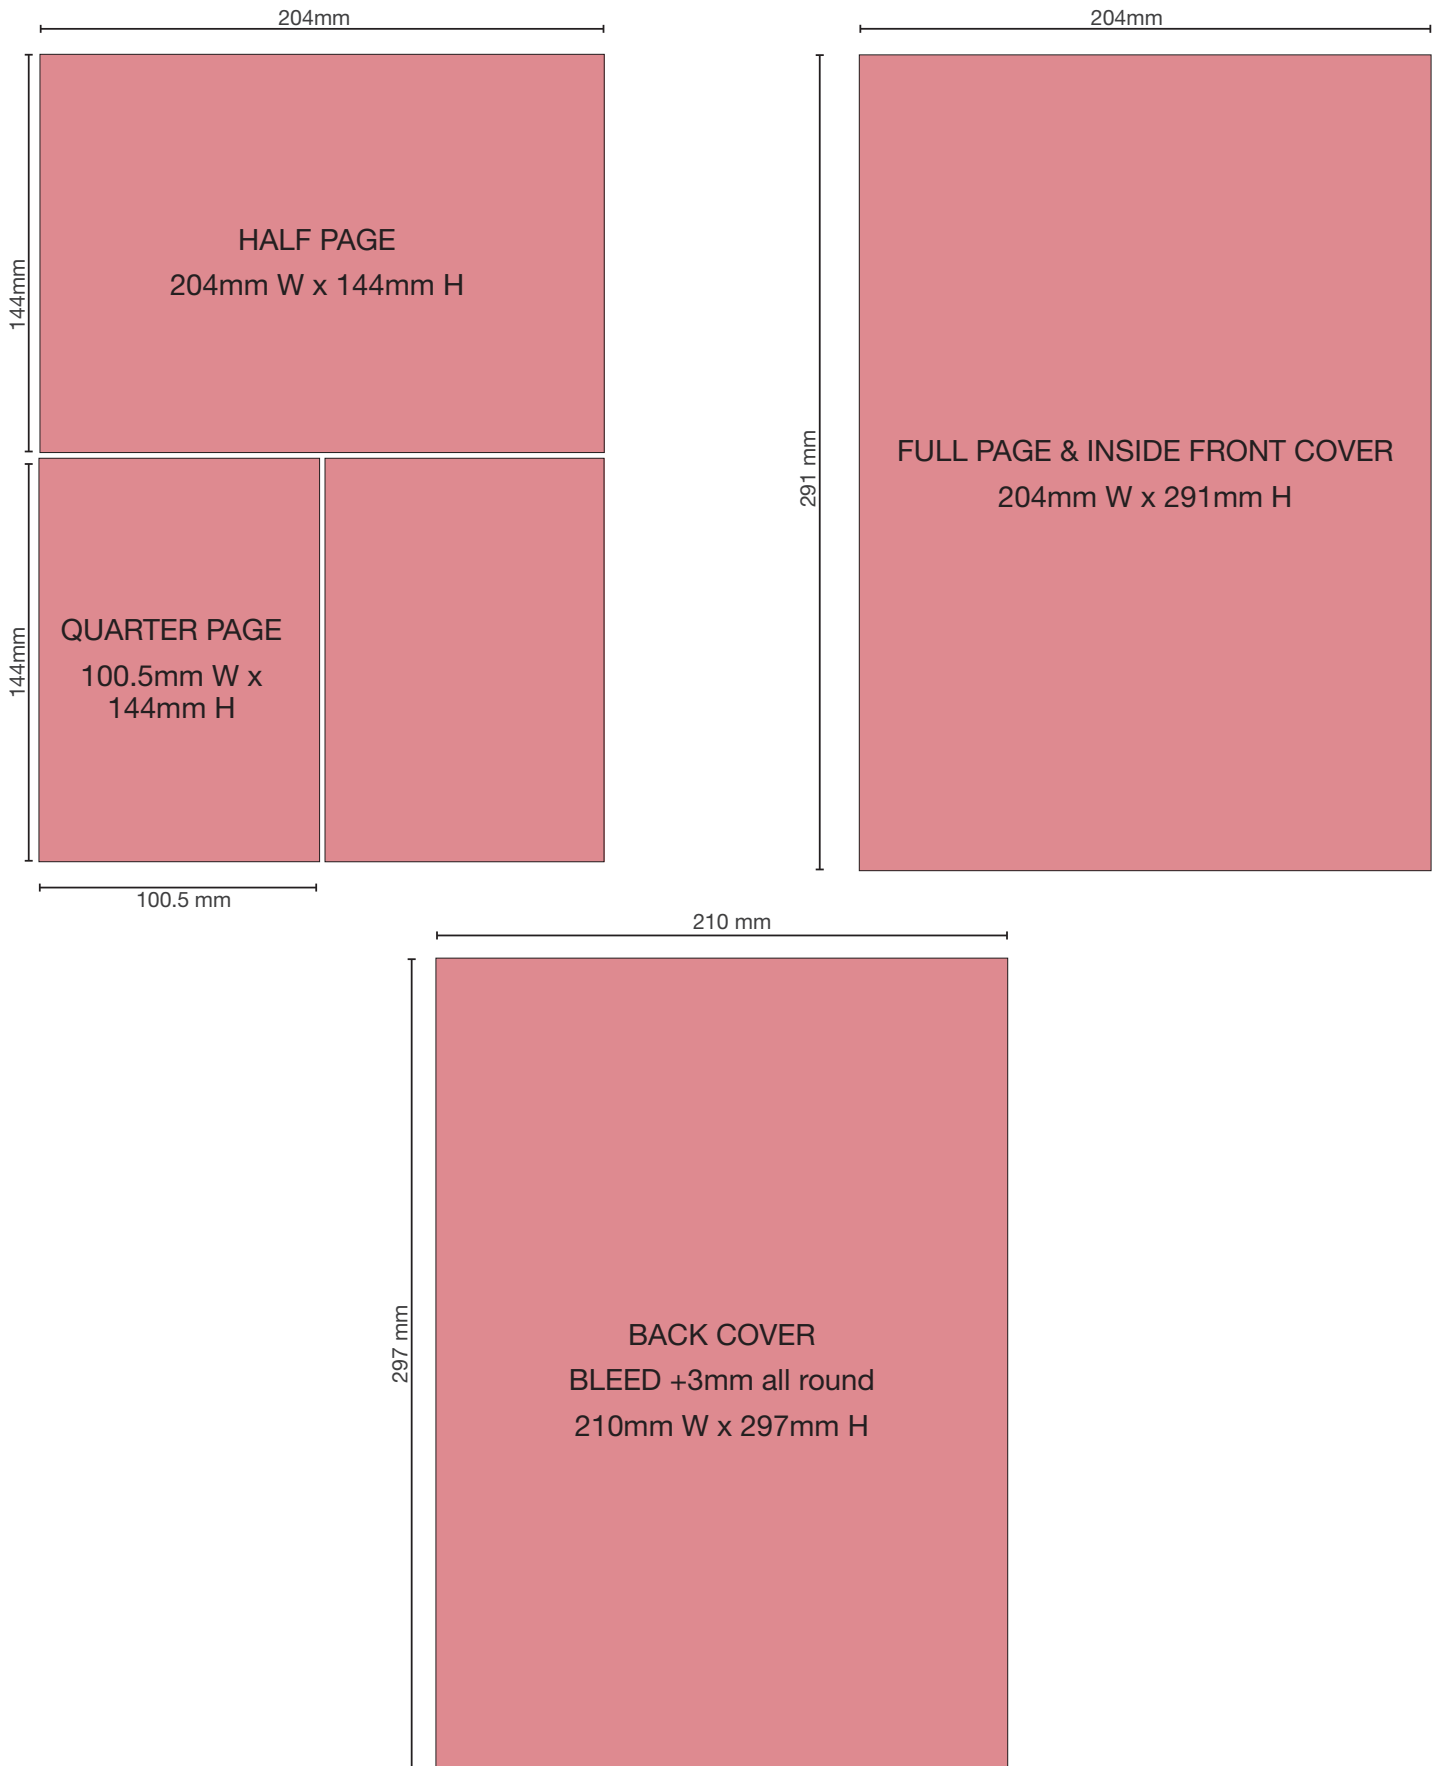 204mm
204mm
144mm
HALF PAGE
204mm W x 144mm H
291 mm
FULL PAGE & INSIDE FRONT COVER
204mm W x 291mm H
144mm
QUARTER PAGE
100.5mm W x
144mm H
100.5 mm
210 mm
297 mm
BACK COVER
BLEED +3mm all round
210mm W x 297mm H